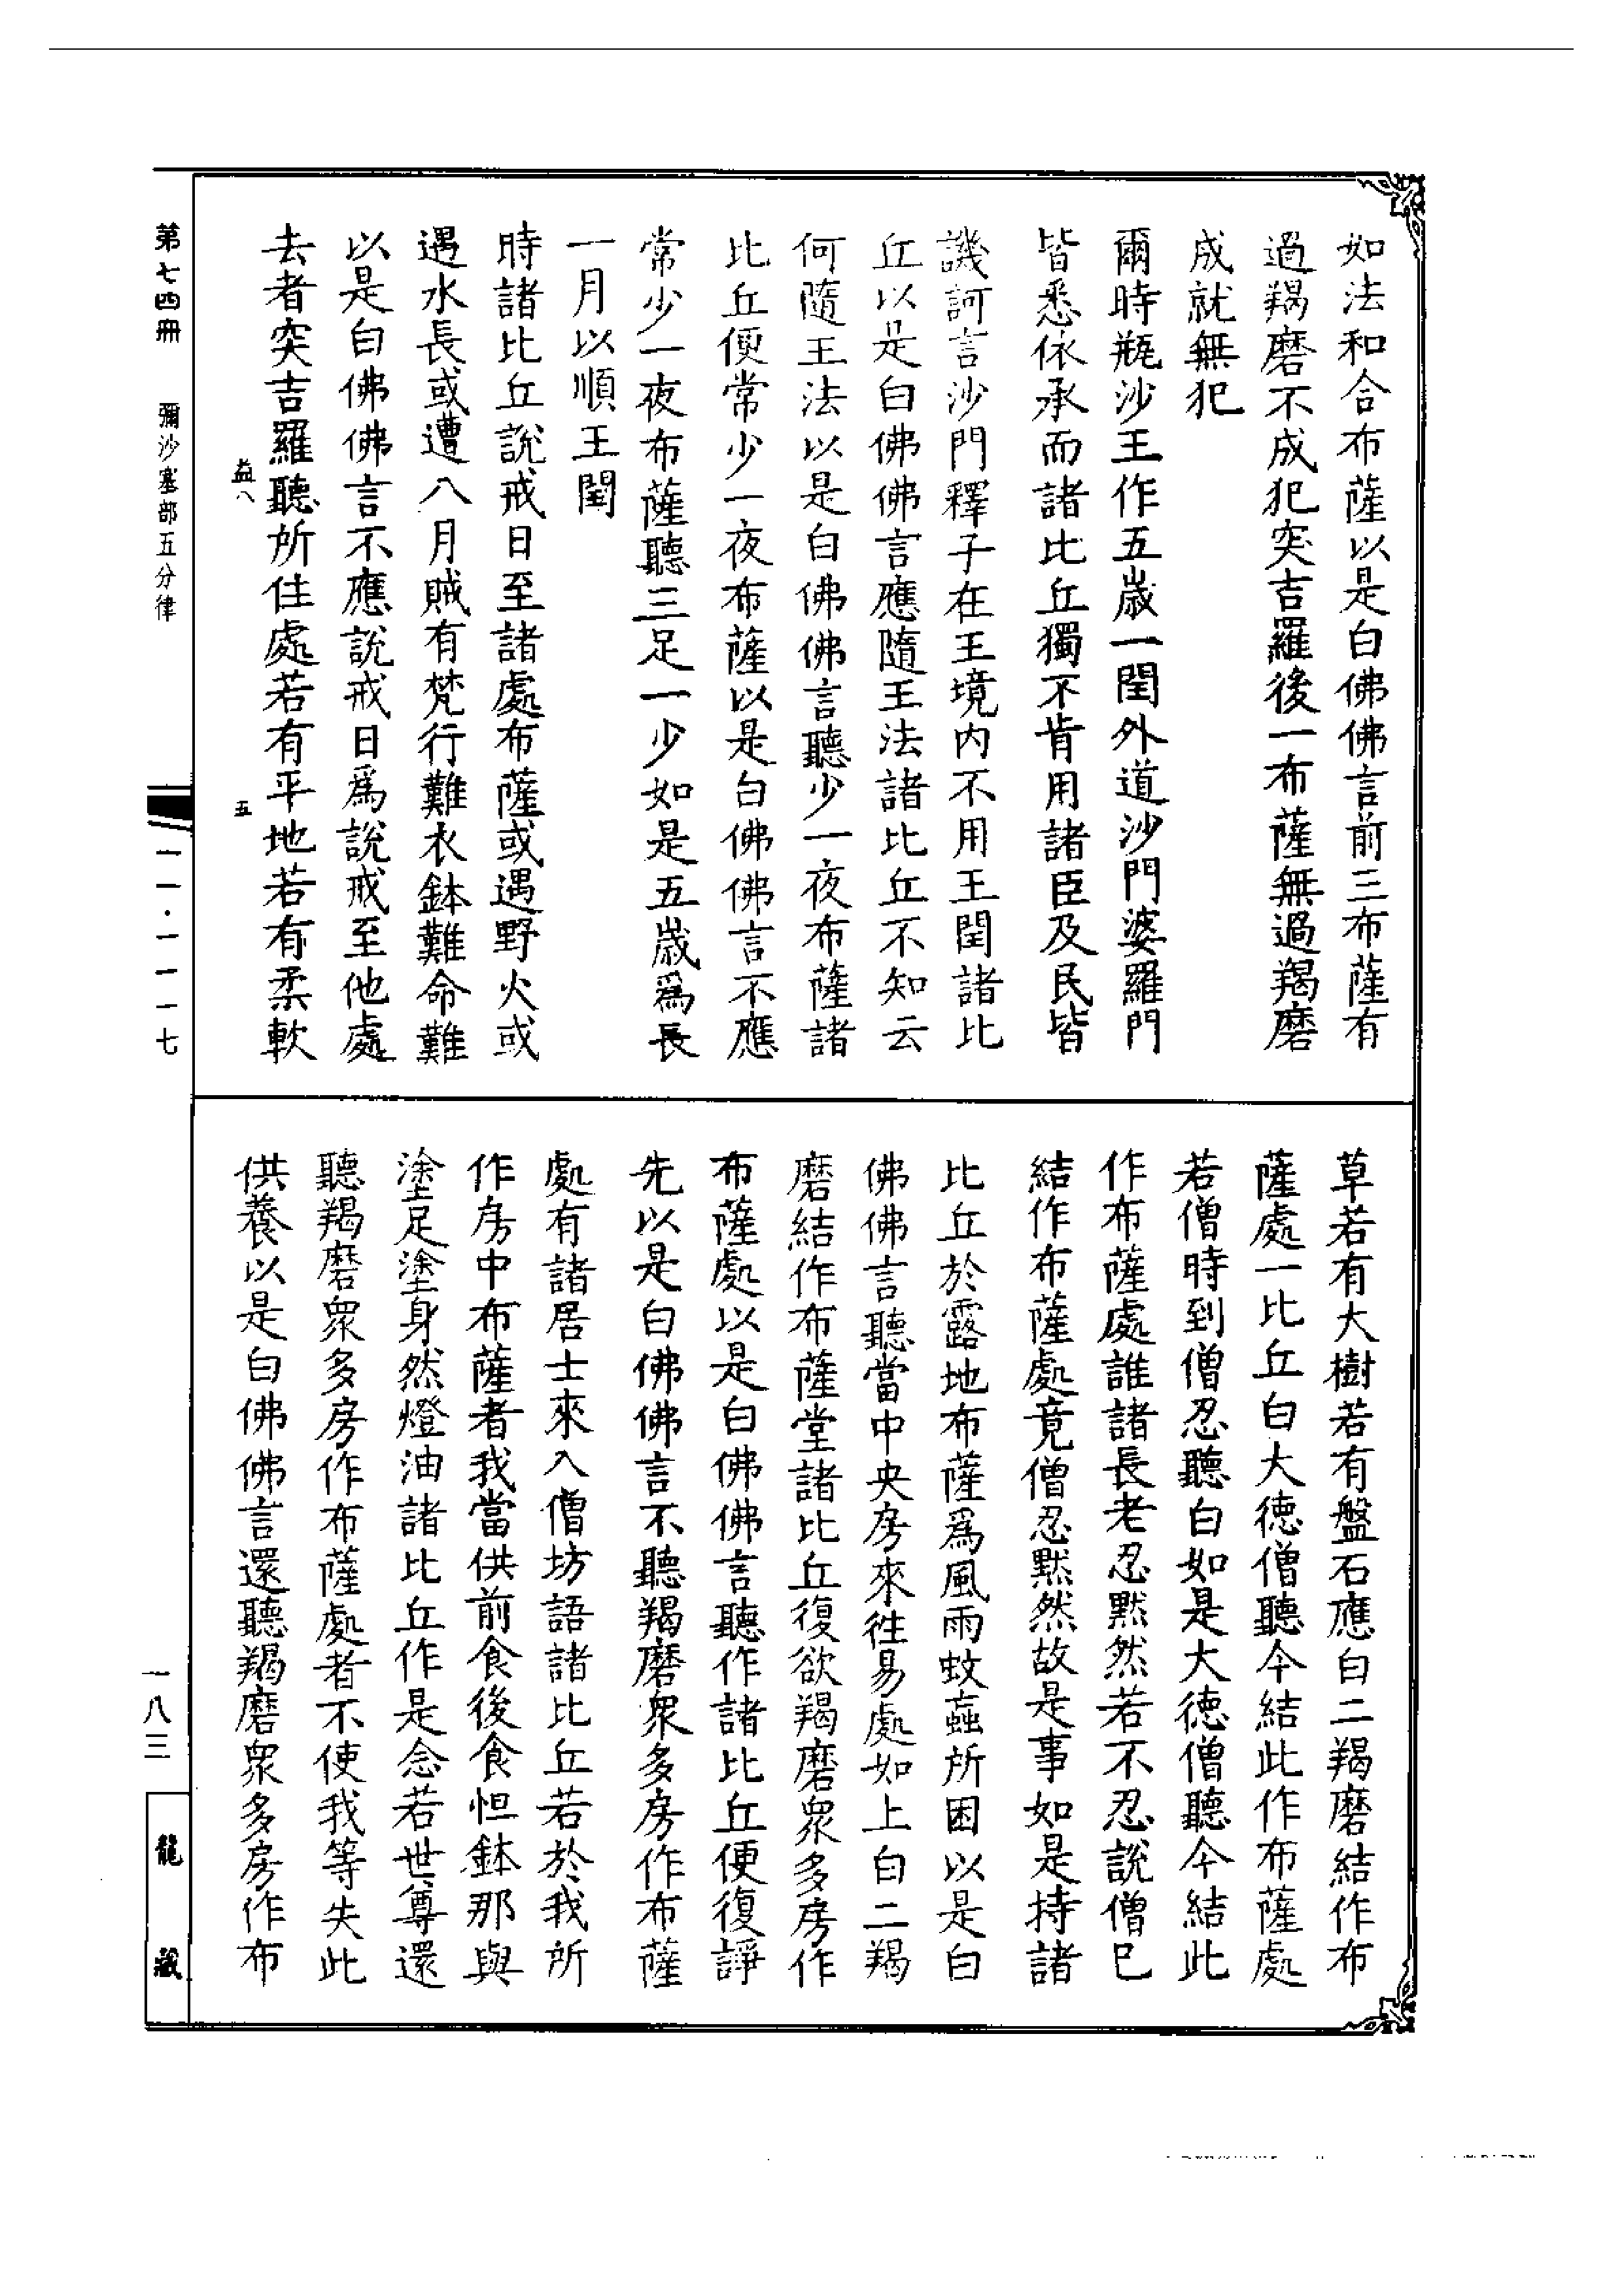 如法和合布薩以是白佛佛言前三布薩有
過羯磨不成犯突吉羅後一布薩無過羯磨
成就無犯
爾時瓶沙王作五歲一閏外道沙門婆羅門
皆悉依承而諸比丘獨不肯用諸臣及民皆
譏訶言沙門釋子在王境內不用王閏諸比
丘以是白佛佛言應隨王法諸比丘不知云
何隨王法以是白佛佛言聽少一夜布薩諸
比丘便常少一夜布薩以是白佛佛言不應
常少一夜布薩聽三足一少如是五歲爲長
一月以順王閏
時諸比丘說戒日至諸處布薩或遇野火或
遇水長或遭八月賊有梵行難衣鉢難命難
以是白佛佛言不應說戒日爲說戒至他處
去者突吉羅聽所住處若有平地若有柔軟
益八 五
草若有大樹若有盤石應白二羯磨結作布
薩處一比丘白大德僧聽今結此作布薩處
若僧時到僧忍聽白如是大德僧聽今結此
作布薩處誰諸長老忍黙然若不忍說僧已
結作布薩處竟僧忍黙然故是事如是持諸
比丘於露地布薩爲風雨蚊蝱所困以是白
佛佛言聽當中央房來往易處如上白二羯
磨結作布薩堂諸比丘復欲羯磨衆多房作
布薩處以是白佛佛言聽作諸比丘便復諍
先以是白佛佛言不聽羯磨衆多房作布薩
處有諸居士來入僧坊語諸比丘若於我所
作房中布薩者我當供前食後食怛鉢那與
塗足塗身然燈油諸比丘作是念若世尊還
聽羯磨衆多房作布薩處者不使我等失此
供養以是白佛佛言還聽羯磨衆多房作布
第七四冊 彌沙塞部五分律 一一·一一一七
一八三
龍藏